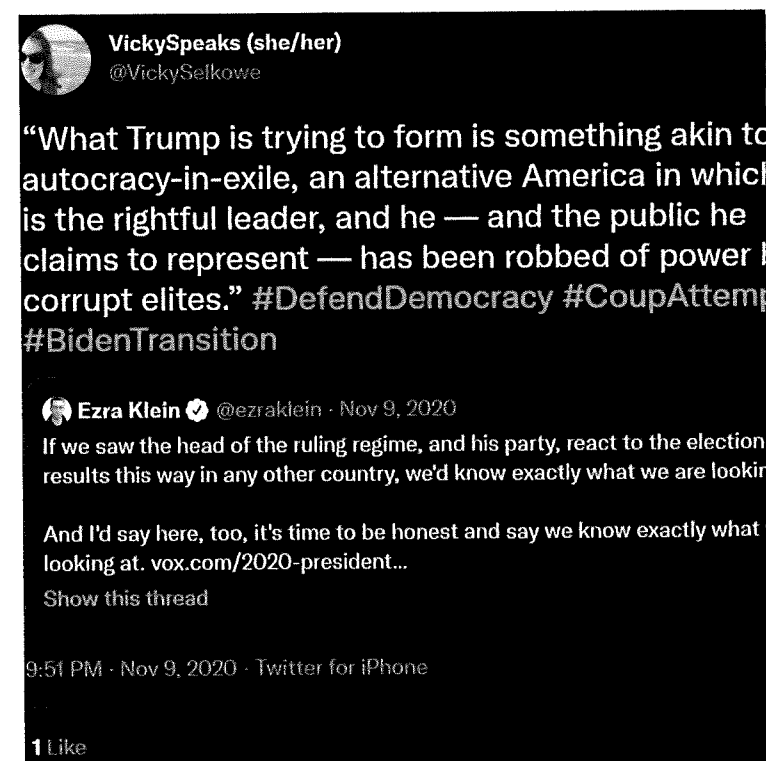 VickySpeaks (she/her)
@VickySelkowe
“What Trump is trying to form is something akin to
autocracy-in-exile, an alternative America in which
is the rightful leader, and he — and the public he
claims to represent — has been robbed of power
corrupt elites.” #DefendDemocracy #CoupAttemp
#BidenTransition
Ezra Klein @ezraklein · Nov 9, 2020
If we saw the head of the ruling regime, and his party, react to the election
results this way in any other country, we'd know exactly what we are lookin
And I'd say here, too, it's time to be honest and say we know exactly what
looking at. vox.com/2020-president...
Show this thread
9:51 PM · Nov 9, 2020 · Twitter for iPhone
1 Like